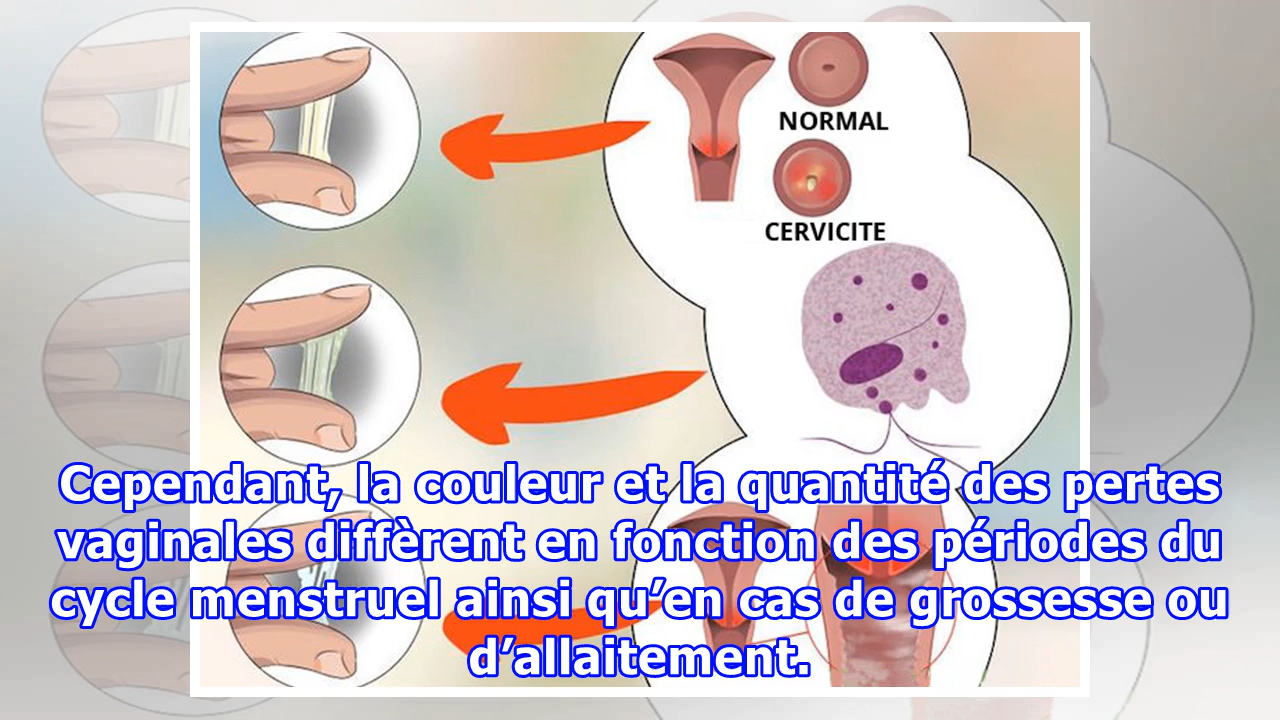 NORMAL
CERVICITE
Cependant, la couleur et la quantité des pertes
vaginales diffèrent en fonction des périodes du
cycle menstruel ainsi qu’en cas de grossesse ou
d’allaitement.